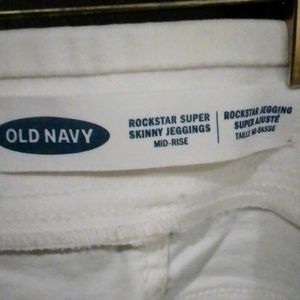 OLD NAVY
ROCKSTAR SUPER
SKINNY JEGGINGS
MID-RISE
ROCKSTAR JEGGING
SUPER AJUSTÉ
TAILLE MI-BASSE